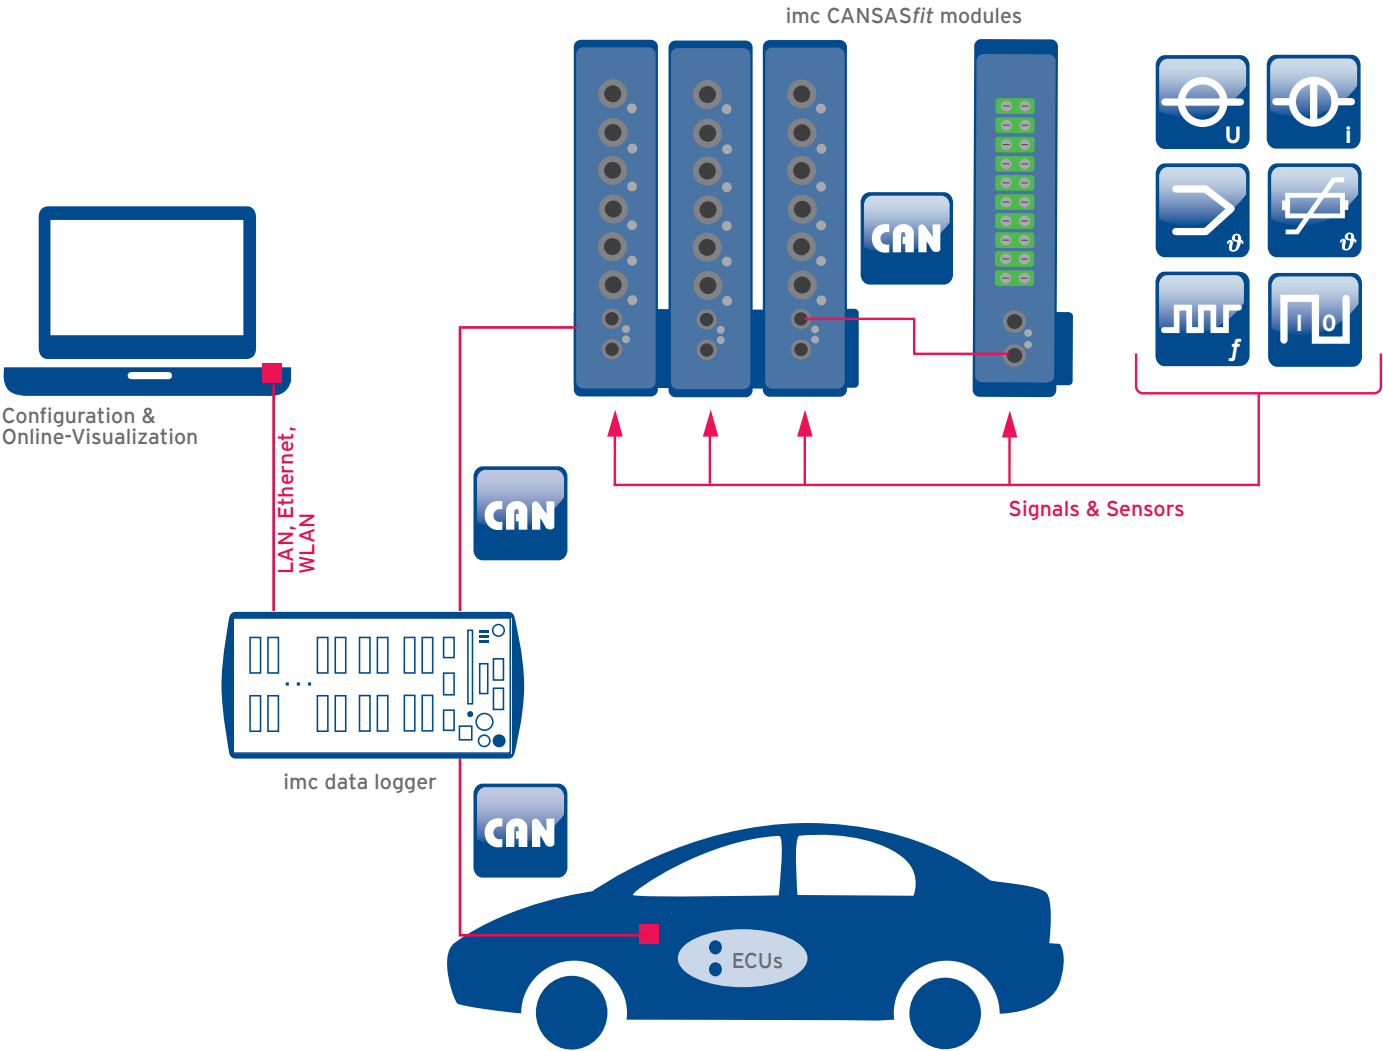 imc CANSASfit modules
U
i
CAN
ϑ
ϑ
f
I 0
Configuration &
Online-Visualization
LAN, Ethernet,
WLAN
CAN
Signals & Sensors
imc data logger
CAN
ECUs